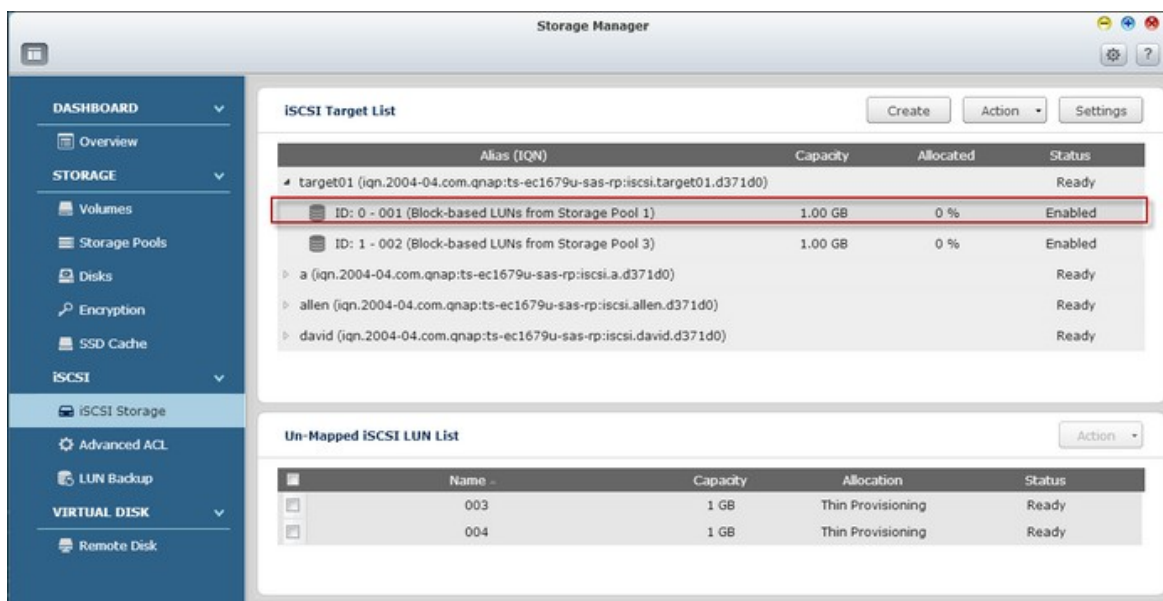 Storage Manager
?
DASHBOARD
Overview
STORAGE
Volumes
Storage Pools
Disks
Encryption
SSD Cache
iSCSI
iSCSI Storage
Advanced ACL
LUN Backup
VIRTUAL DISK
Remote Disk
iSCSI Target List Create Action Settings
Alias (IQN) Capacity Allocated Status
target01 (iqn.2004-04.com.qnap:ts-ec1679u-sas-rp:iscsi.target01.d371d0) Ready
ID: 0 - 001 (Block-based LUNs from Storage Pool 1) 1.00 GB 0 % Enabled
ID: 1 - 002 (Block-based LUNs from Storage Pool 3) 1.00 GB 0 % Enabled
a (iqn.2004-04.com.qnap:ts-ec1679u-sas-rp:iscsi.a.d371d0) Ready
allen (iqn.2004-04.com.qnap:ts-ec1679u-sas-rp:iscsi.allen.d371d0) Ready
david (iqn.2004-04.com.qnap:ts-ec1679u-sas-rp:iscsi.david.d371d0) Ready
Un-Mapped iSCSI LUN List Action
Name Capacity Allocation Status
003 1 GB Thin Provisioning Ready
004 1 GB Thin Provisioning Ready